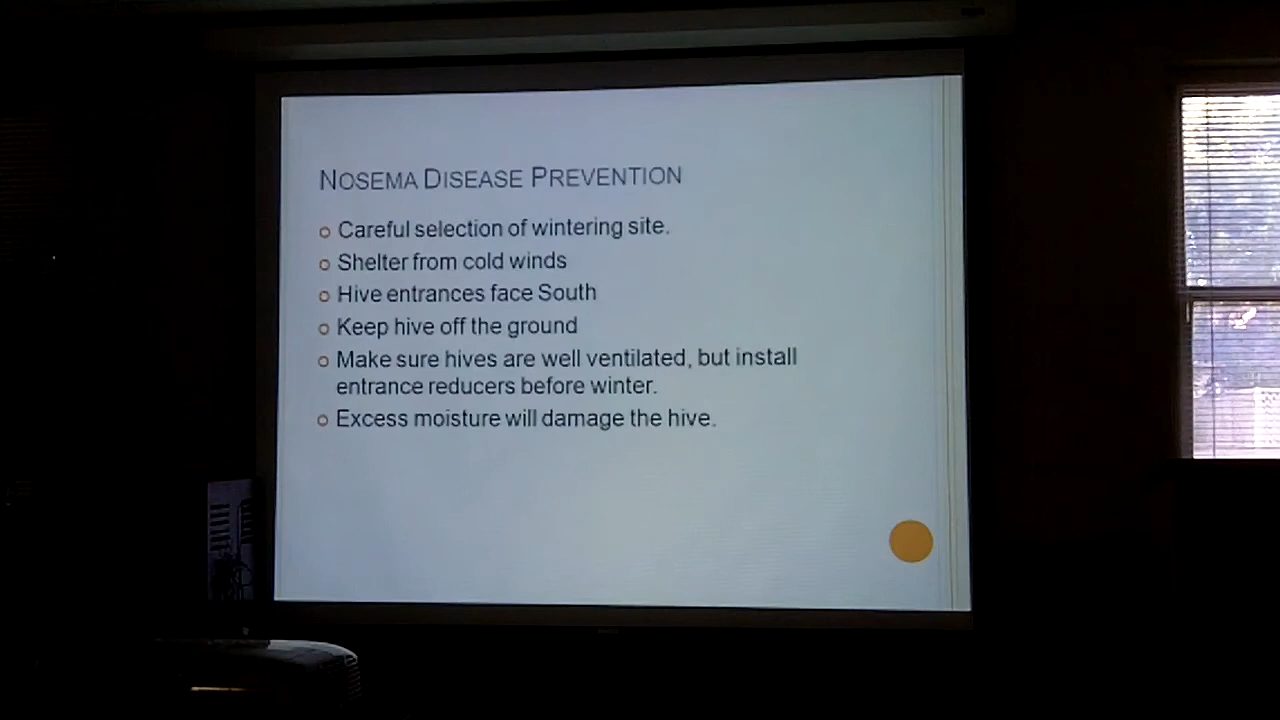 NOSEMA DISEASE PREVENTION
Careful selection of wintering site.
Shelter from cold winds
Hive entrances face South
Keep hive off the ground
Make sure hives are well ventilated, but install
entrance reducers before winter.
Excess moisture will damage the hive.